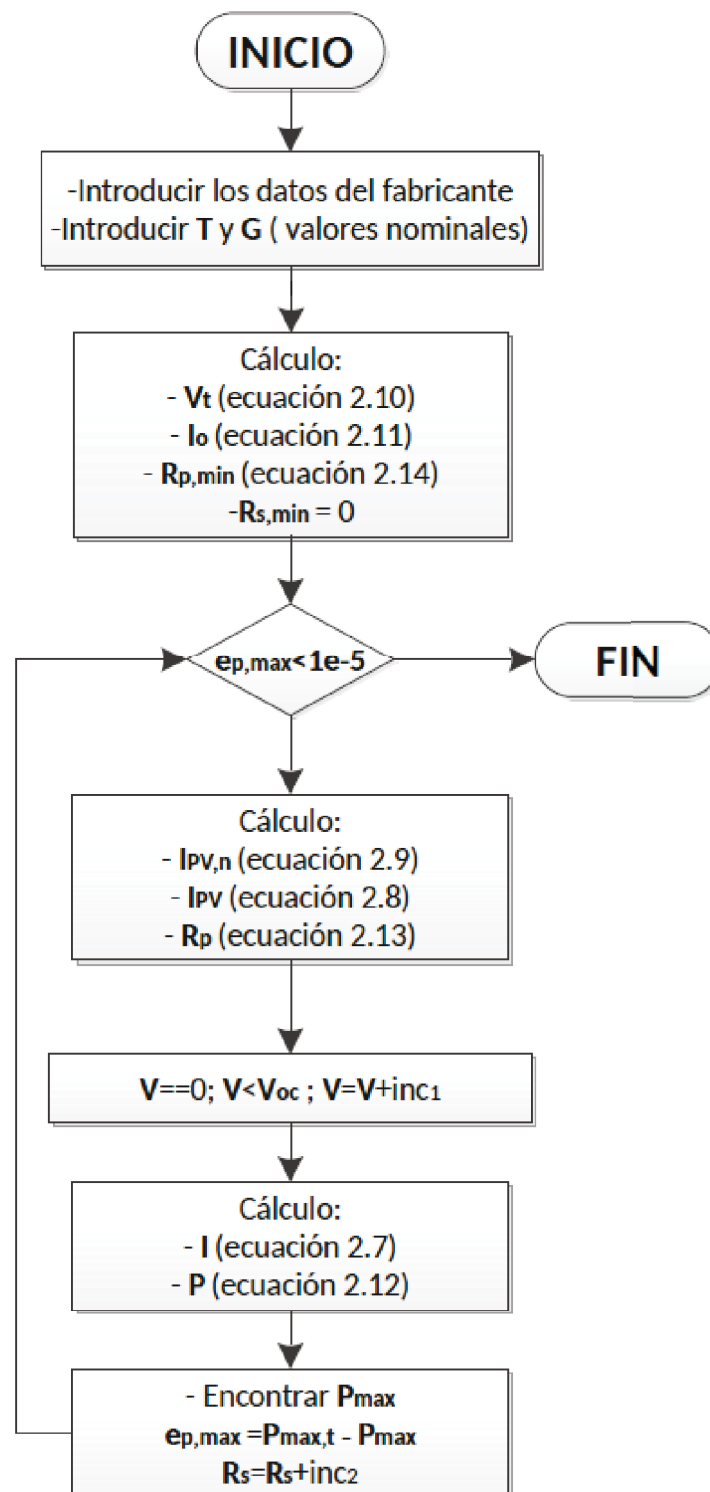 INICIO
-Introducir los datos del fabricante
-Introducir T y G ( valores nominales)
Cálculo:
- Vt (ecuación 2.10)
- Io (ecuación 2.11)
- Rp,min (ecuación 2.14)
-Rs,min = 0
ep,max<1e-5
FIN
Cálculo:
- IPV,n (ecuación 2.9)
- IPV (ecuación 2.8)
- Rp (ecuación 2.13)
V==0; V<Voc ; V=V+inc1
Cálculo:
- I (ecuación 2.7)
- P (ecuación 2.12)
- Encontrar Pmax
ep,max =Pmax,t - Pmax
Rs=Rs+inc2